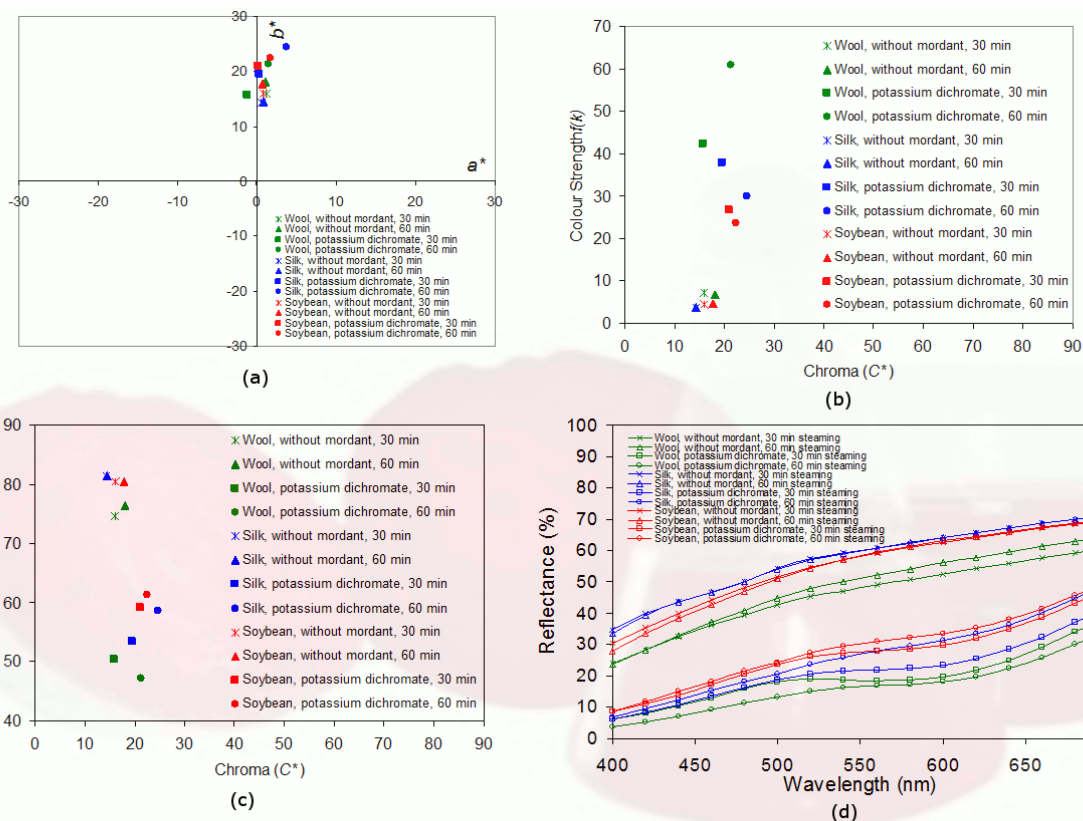 30
b*
20
10
0
-30
-20
-10
0
10
20
30
a*
-10
-20
-30
Wool, without mordant, 30 min
Wool, without mordant, 60 min
Wool, potassium dichromate, 30 min
Wool, potassium dichromate, 60 min
Silk, without mordant, 30 min
Silk, without mordant, 60 min
Silk, potassium dichromate, 30 min
Silk, potassium dichromate, 60 min
Soybean, without mordant, 30 min
Soybean, without mordant, 60 min
Soybean, potassium dichromate, 30 min
Soybean, potassium dichromate, 60 min
(a)
70
60
50
40
30
20
10
0
Colour Strengthf(k)
Wool, without mordant, 30 min
Wool, without mordant, 60 min
Wool, potassium dichromate, 30 min
Wool, potassium dichromate, 60 min
Silk, without mordant, 30 min
Silk, without mordant, 60 min
Silk, potassium dichromate, 30 min
Silk, potassium dichromate, 60 min
Soybean, without mordant, 30 min
Soybean, without mordant, 60 min
Soybean, potassium dichromate, 30 min
Soybean, potassium dichromate, 60 min
0 10 20 30 40 50 60 70 80 90
Chroma (C*)
(b)
90
80
70
60
50
40
Wool, without mordant, 30 min
Wool, without mordant, 60 min
Wool, potassium dichromate, 30 min
Wool, potassium dichromate, 60 min
Silk, without mordant, 30 min
Silk, without mordant, 60 min
Silk, potassium dichromate, 30 min
Silk, potassium dichromate, 60 min
Soybean, without mordant, 30 min
Soybean, without mordant, 60 min
Soybean, potassium dichromate, 30 min
Soybean, potassium dichromate, 60 min
0 10 20 30 40 50 60 70 80 90
Chroma (C*)
(c)
100
90
80
70
60
50
40
30
20
10
0
Reflectance (%)
Wool, without mordant, 30 min steaming
Wool, without mordant, 60 min steaming
Wool, potassium dichromate, 30 min steaming
Wool, potassium dichromate, 60 min steaming
Silk, without mordant, 30 min steaming
Silk, without mordant, 60 min steaming
Silk, potassium dichromate, 30 min steaming
Silk, potassium dichromate, 60 min steaming
Soybean, without mordant, 30 min steaming
Soybean, without mordant, 60 min steaming
Soybean, potassium dichromate, 30 min steaming
Soybean, potassium dichromate, 60 min steaming
400 450 500 550 600 650
Wavelength (nm)
(d)